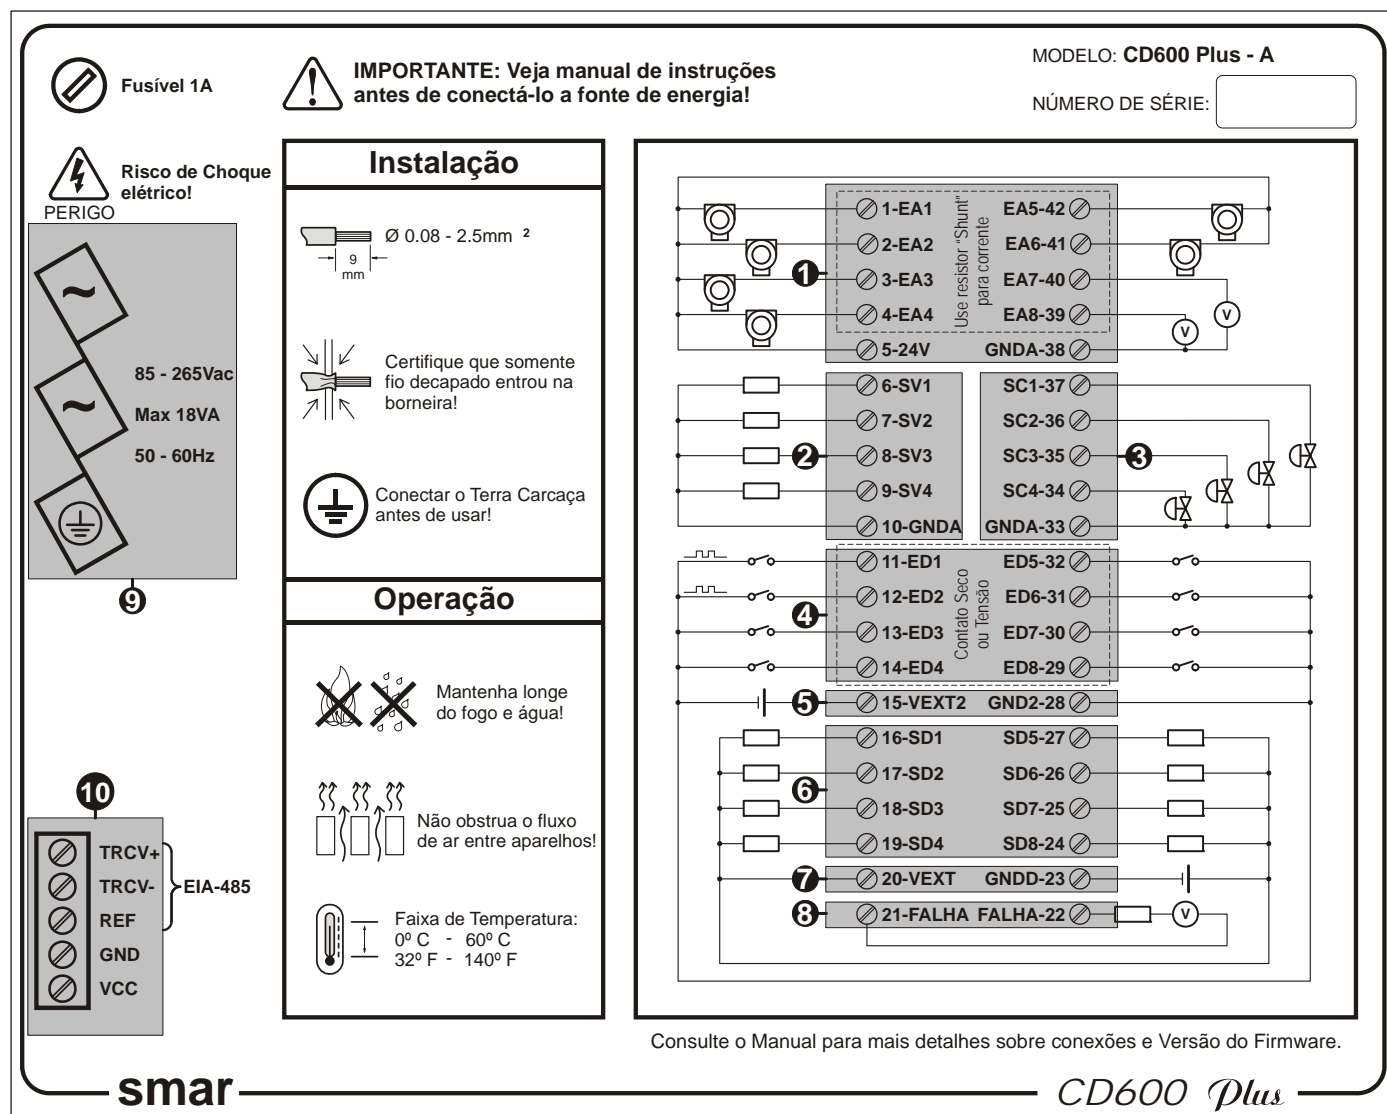 Fusível 1A
IMPORTANTE: Veja manual de instruções
antes de conectá-lo a fonte de energia!
MODELO: CD600 Plus - A
NÚMERO DE SÉRIE:
Risco de Choque
elétrico!
PERIGO
~
~
85 - 265Vac
Max 18VA
50 - 60Hz
9
10
TRCV+
TRCV-
REF
GND
VCC
EIA-485
Instalação
Ø 0.08 - 2.5mm ²
9
mm
Certifique que somente
fio decapado entrou na
borneira!
Conectar o Terra Carcaça
antes de usar!
Operação
Mantenha longe
do fogo e água!
Não obstrua o fluxo
de ar entre aparelhos!
Faixa de Temperatura:
0º C - 60º C
32º F - 140º F
1
1-EA1
2-EA2
3-EA3
4-EA4
5-24V
Use resistor "Shunt"
para corrente
EA5-42
EA6-41
EA7-40
EA8-39
GNDA-38
V
V
2
6-SV1
7-SV2
8-SV3
9-SV4
10-GNDA
SC1-37
SC2-36
SC3-35
SC4-34
GNDA-33
3
4
11-ED1
12-ED2
13-ED3
14-ED4
Contato Seco
ou Tensão
ED5-32
ED6-31
ED7-30
ED8-29
5
15-VEXT2 GND2-28
6
16-SD1
17-SD2
18-SD3
19-SD4
SD5-27
SD6-26
SD7-25
SD8-24
7
20-VEXT GNDD-23
8
21-FALHA FALHA-22
V
Consulte o Manual para mais detalhes sobre conexões e Versão do Firmware.
smar
CD600 Plus